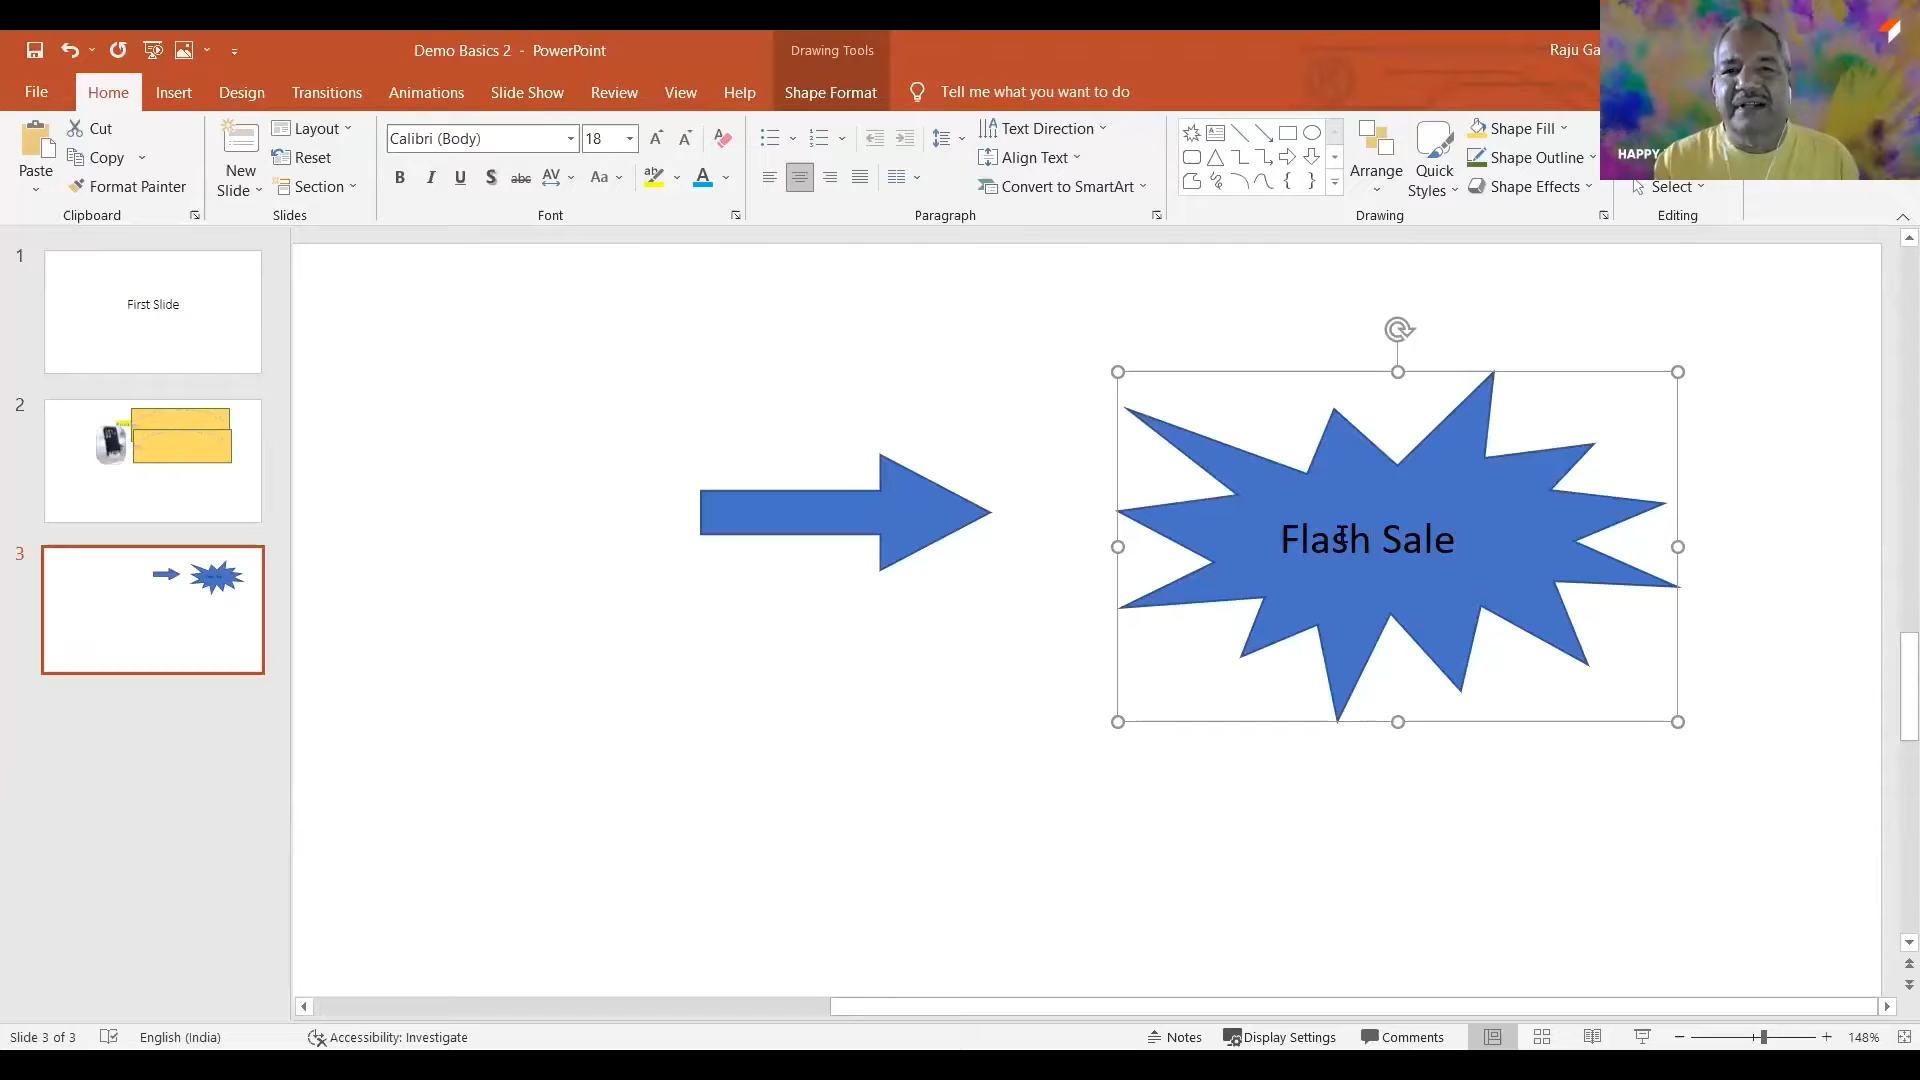 Demo Basics 2 - PowerPoint
Drawing Tools
Raju Ga
File
Home
Insert
Design
Transitions
Animations
Slide Show
Review
View
Help
Shape Format
Tell me what you want to do
HAPPY
Paste
Cut
Copy
Format Painter
Clipboard
New Slide
Layout
Reset
Section
Slides
Calibri (Body)
18
B I U S abc AV Aa A
Font
Text Direction
Align Text
Convert to SmartArt
Paragraph
Arrange
Quick Styles
Shape Fill
Shape Outline
Shape Effects
Drawing
Select
Editing
1
First Slide
2
3
Flash Sale
Slide 3 of 3
English (India)
Accessibility: Investigate
Notes
Display Settings
Comments
148%